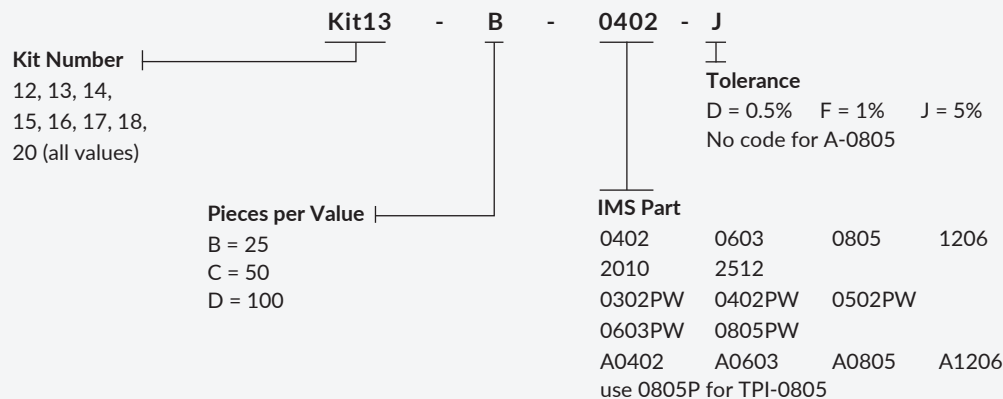 Kit13 - B - 0402 - J
Kit Number
12, 13, 14,
15, 16, 17, 18,
20 (all values)
Tolerance
D = 0.5% F = 1% J = 5%
No code for A-0805
Pieces per Value
B = 25
C = 50
D = 100
IMS Part
0402 0603 0805 1206
2010 2512
0302PW 0402PW 0502PW
0603PW 0805PW
A0402 A0603 A0805 A1206
use 0805P for TPI-0805